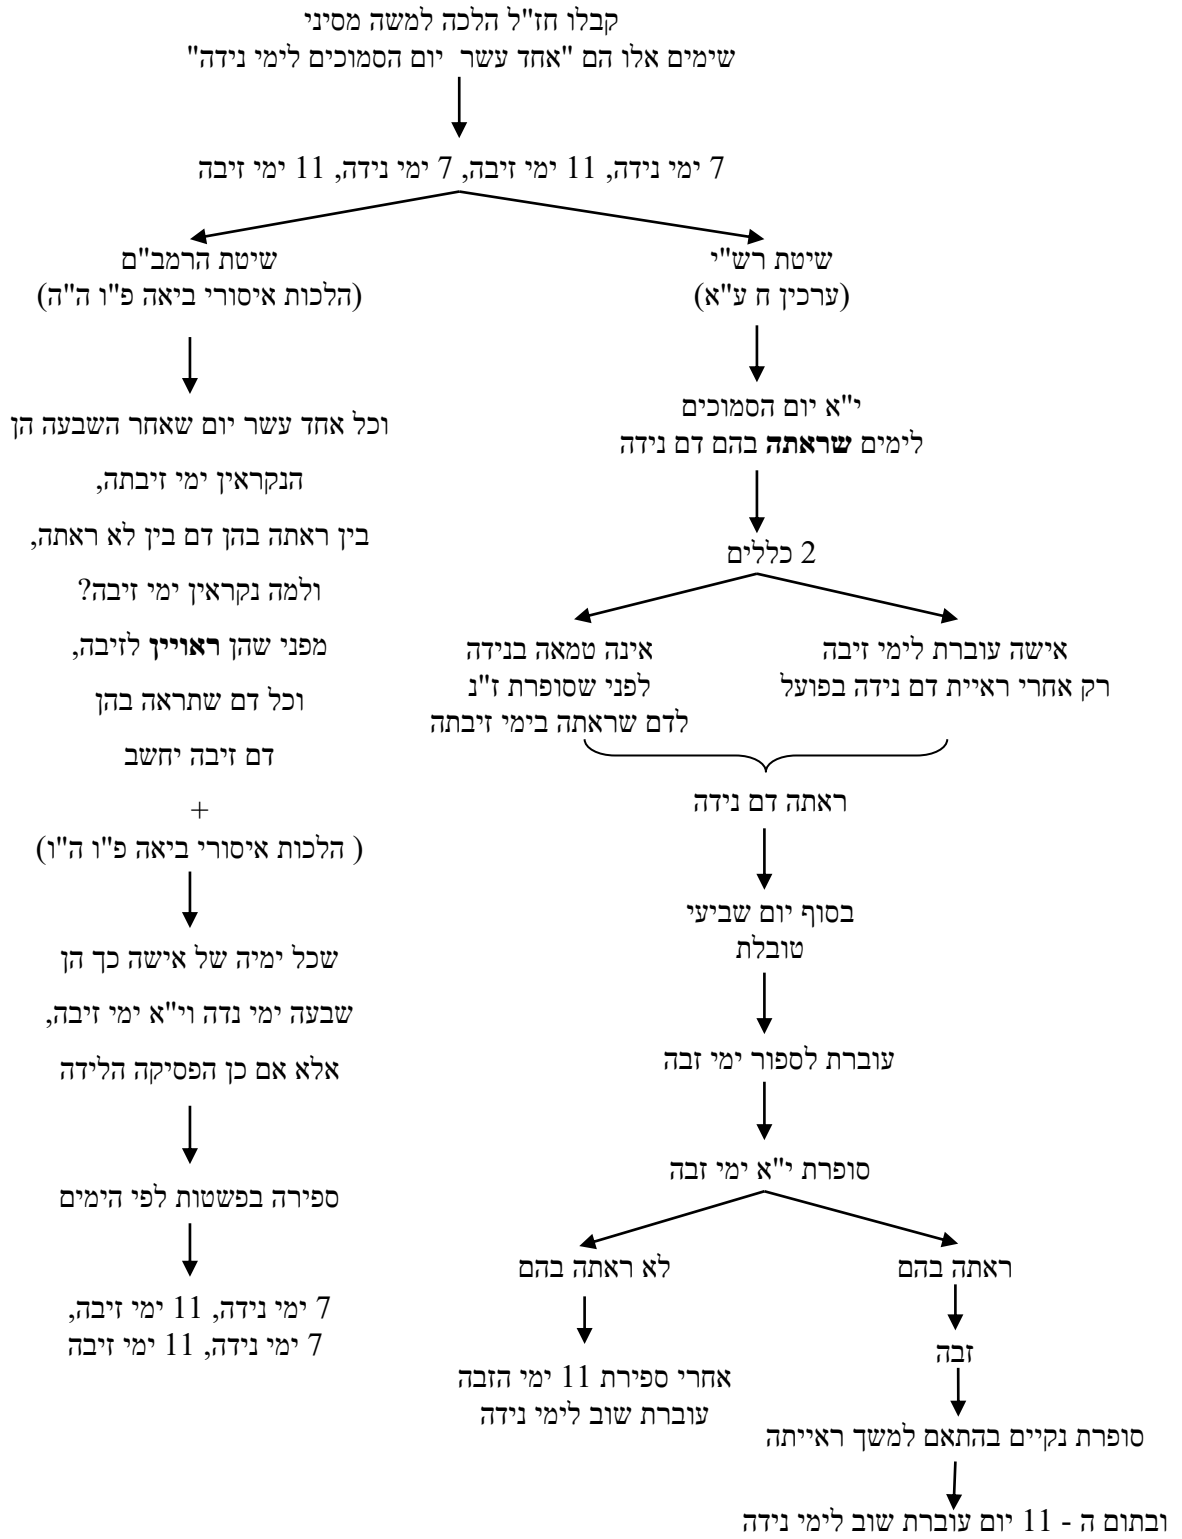 קבלו חז"ל הלכה למשה מסיני
שימים אלו הם "אחד עשר יום הסמוכים לימי נידה"
7 ימי נידה, 11 ימי זיבה, 7 ימי נידה, 11 ימי זיבה
שיטת רש"י
(ערכין ח ע"א)
י"א יום הסמוכים
לימים שראתה בהם דם נידה
2 כללים
אישה עוברת לימי זיבה
רק אחרי ראיית דם נידה בפועל
אינה טמאה בנידה
לפני שסופרת ז"נ
לדם שראתה בימי זיבתה
ראתה דם נידה
בסוף יום שביעי
טובלת
עוברת לספור ימי זבה
סופרת י"א ימי זבה
ראתה בהם
זבה
סופרת נקיים בהתאם למשך ראייתה
ובתום ה - 11 יום עוברת שוב לימי נידה
לא ראתה בהם
אחרי ספירת 11 ימי הזבה
עוברת שוב לימי נידה
שיטת הרמב"ם
(הלכות איסורי ביאה פ"ו ה"ה)
וכל אחד עשר יום שאחר השבעה הן
הנקראין ימי זיבתה,
בין ראתה בהן דם בין לא ראתה,
ולמה נקראין ימי זיבה?
מפני שהן ראויין לזיבה,
וכל דם שתראה בהן
דם זיבה יחשב
+
( הלכות איסורי ביאה פ"ו ה"ו)
שכל ימיה של אישה כך הן
שבעה ימי נדה וי"א ימי זיבה,
אלא אם כן הפסיקה הלידה
ספירה בפשטות לפי הימים
7 ימי נידה, 11 ימי זיבה,
7 ימי נידה, 11 ימי זיבה